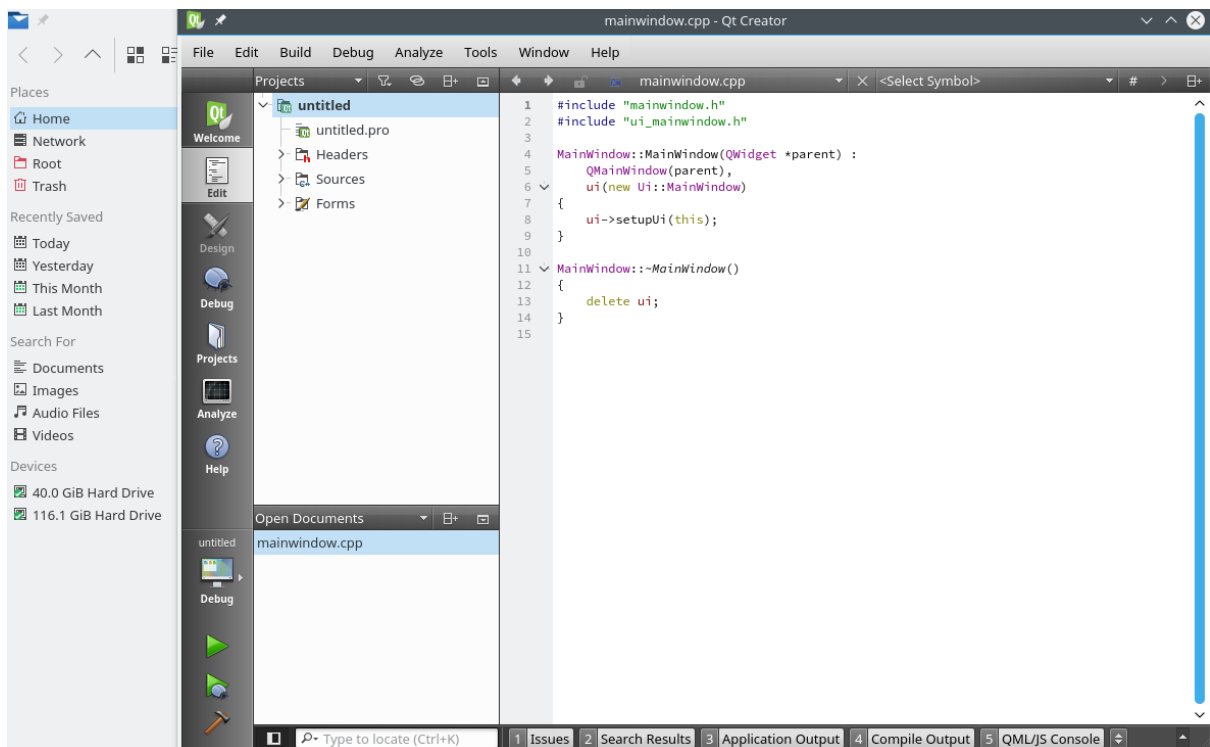 mainwindow.cpp - Qt Creator
File Edit Build Debug Analyze Tools Window Help
Places
Home
Network
Root
Trash
Recently Saved
Today
Yesterday
This Month
Last Month
Search For
Documents
Images
Audio Files
Videos
Devices
40.0 GiB Hard Drive
116.1 GiB Hard Drive
Qt
Welcome
Edit
Design
Debug
Projects
Analyze
Help
untitled
Debug
Projects
untitled
untitled.pro
Headers
Sources
Forms
Open Documents
mainwindow.cpp
mainwindow.cpp <Select Symbol> #
1 #include "mainwindow.h"
2 #include "ui_mainwindow.h"
3
4 MainWindow::MainWindow(QWidget *parent) :
5     QMainWindow(parent),
6     ui(new Ui::MainWindow)
7 {
8     ui->setupUi(this);
9 }
10
11 MainWindow::~MainWindow()
12 {
13     delete ui;
14 }
15
Type to locate (Ctrl+K) 1 Issues 2 Search Results 3 Application Output 4 Compile Output 5 QML/JS Console